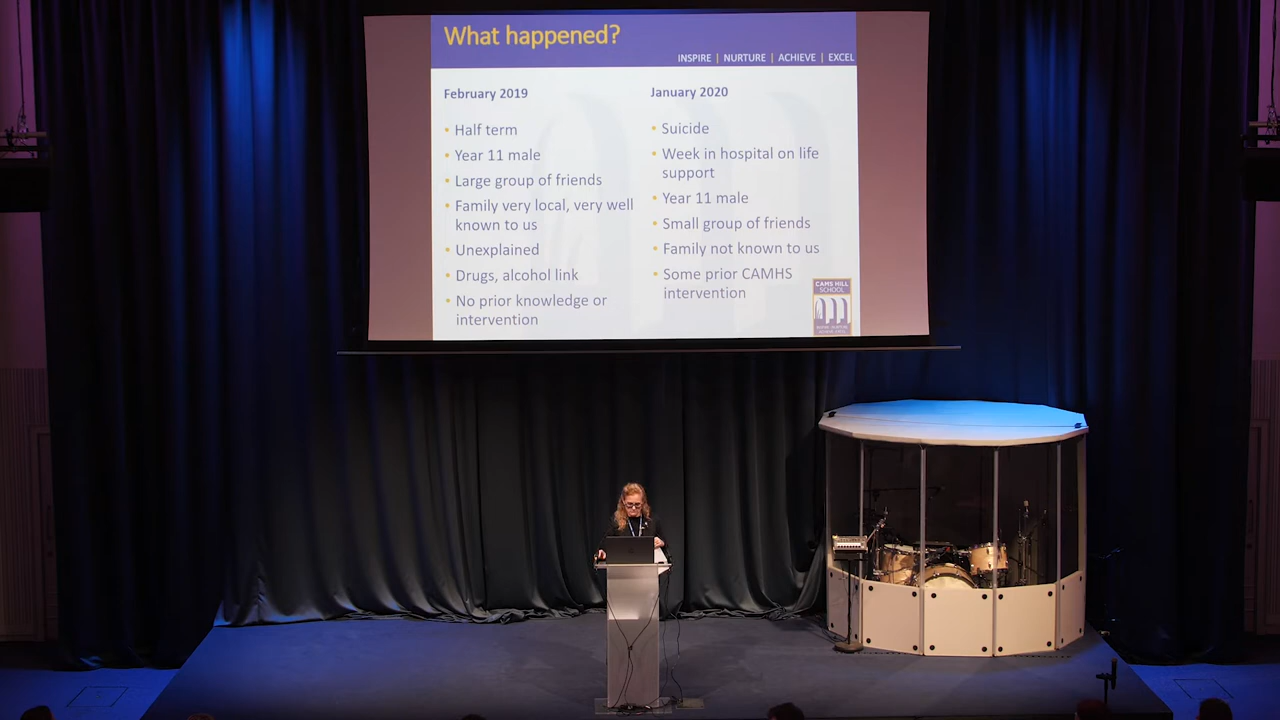 What happened?
INSPIRE | NURTURE | ACHIEVE | EXCEL
February 2019
• Half term
• Year 11 male
• Large group of friends
• Family very local, very well
known to us
• Unexplained
• Drugs, alcohol link
• No prior knowledge or
intervention
January 2020
• Suicide
• Week in hospital on life
support
• Year 11 male
• Small group of friends
• Family not known to us
• Some prior CAMHS
intervention
CAMS HILL
SCHOOL